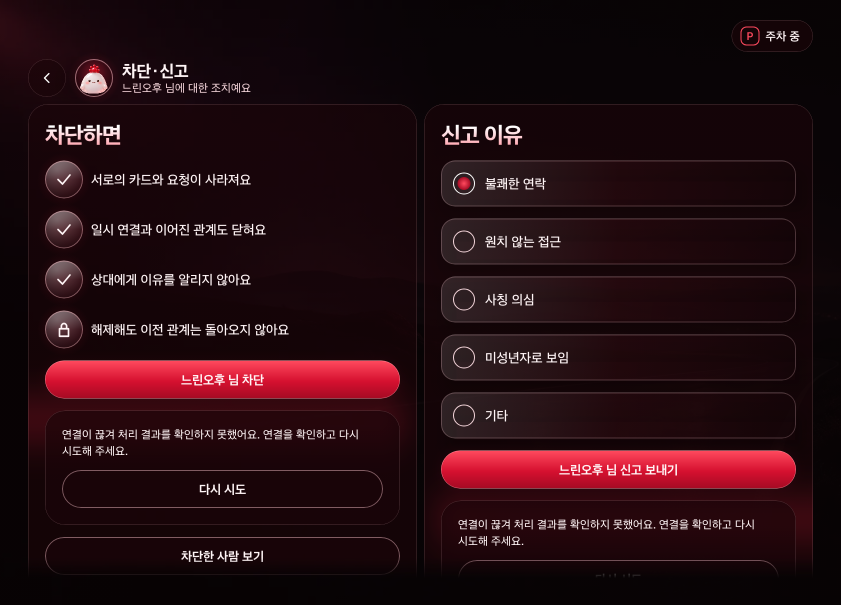 P 주차 중
차단·신고
느린오후 님에 대한 조치예요
차단하면
서로의 카드와 요청이 사라져요
일시 연결과 이어진 관계도 닫혀요
상대에게 이유를 알리지 않아요
해제해도 이전 관계는 돌아오지 않아요
느린오후 님 차단
연결이 끊겨 처리 결과를 확인하지 못했어요. 연결을 확인하고 다시
시도해 주세요.
다시 시도
차단한 사람 보기
신고 이유
불쾌한 연락
원치 않는 접근
사칭 의심
미성년자로 보임
기타
느린오후 님 신고 보내기
연결이 끊겨 처리 결과를 확인하지 못했어요. 연결을 확인하고 다시
시도해 주세요.